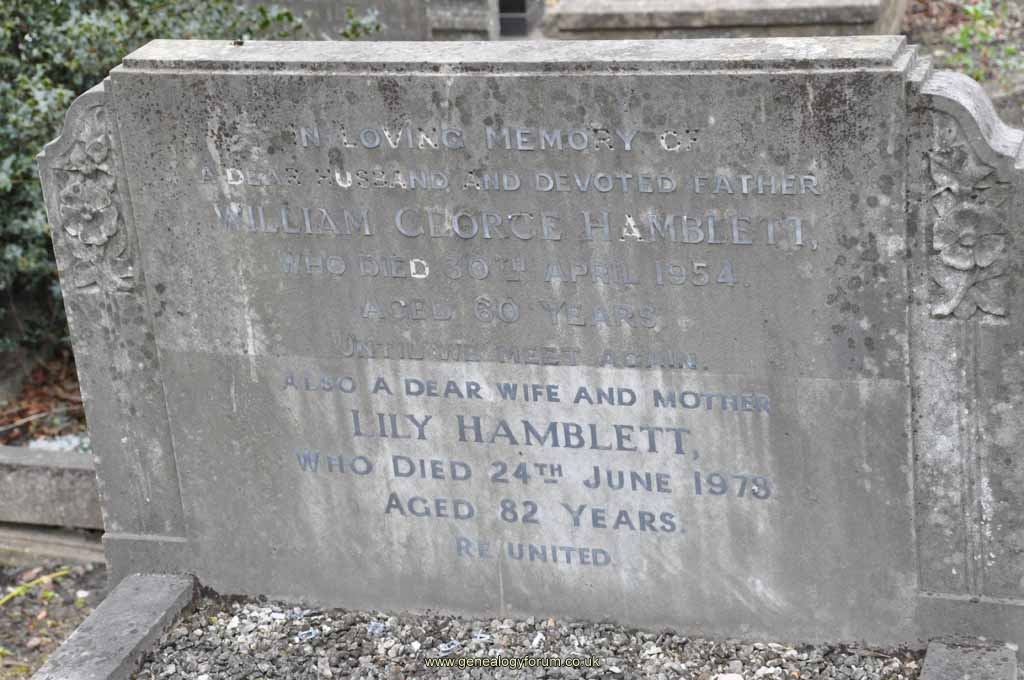 IN LOVING MEMORY OF
A DEAR HUSBAND AND DEVOTED FATHER
WILLIAM GEORGE HAMBLETT,
WHO DIED 30TH APRIL 1954.
AGED 60 YEARS
UNTIL WE MEET AGAIN.
ALSO A DEAR WIFE AND MOTHER
LILY HAMBLETT,
WHO DIED 24TH JUNE
AGED 82 YEARS.
RE UNITED.
www.genealogyforum.co.uk